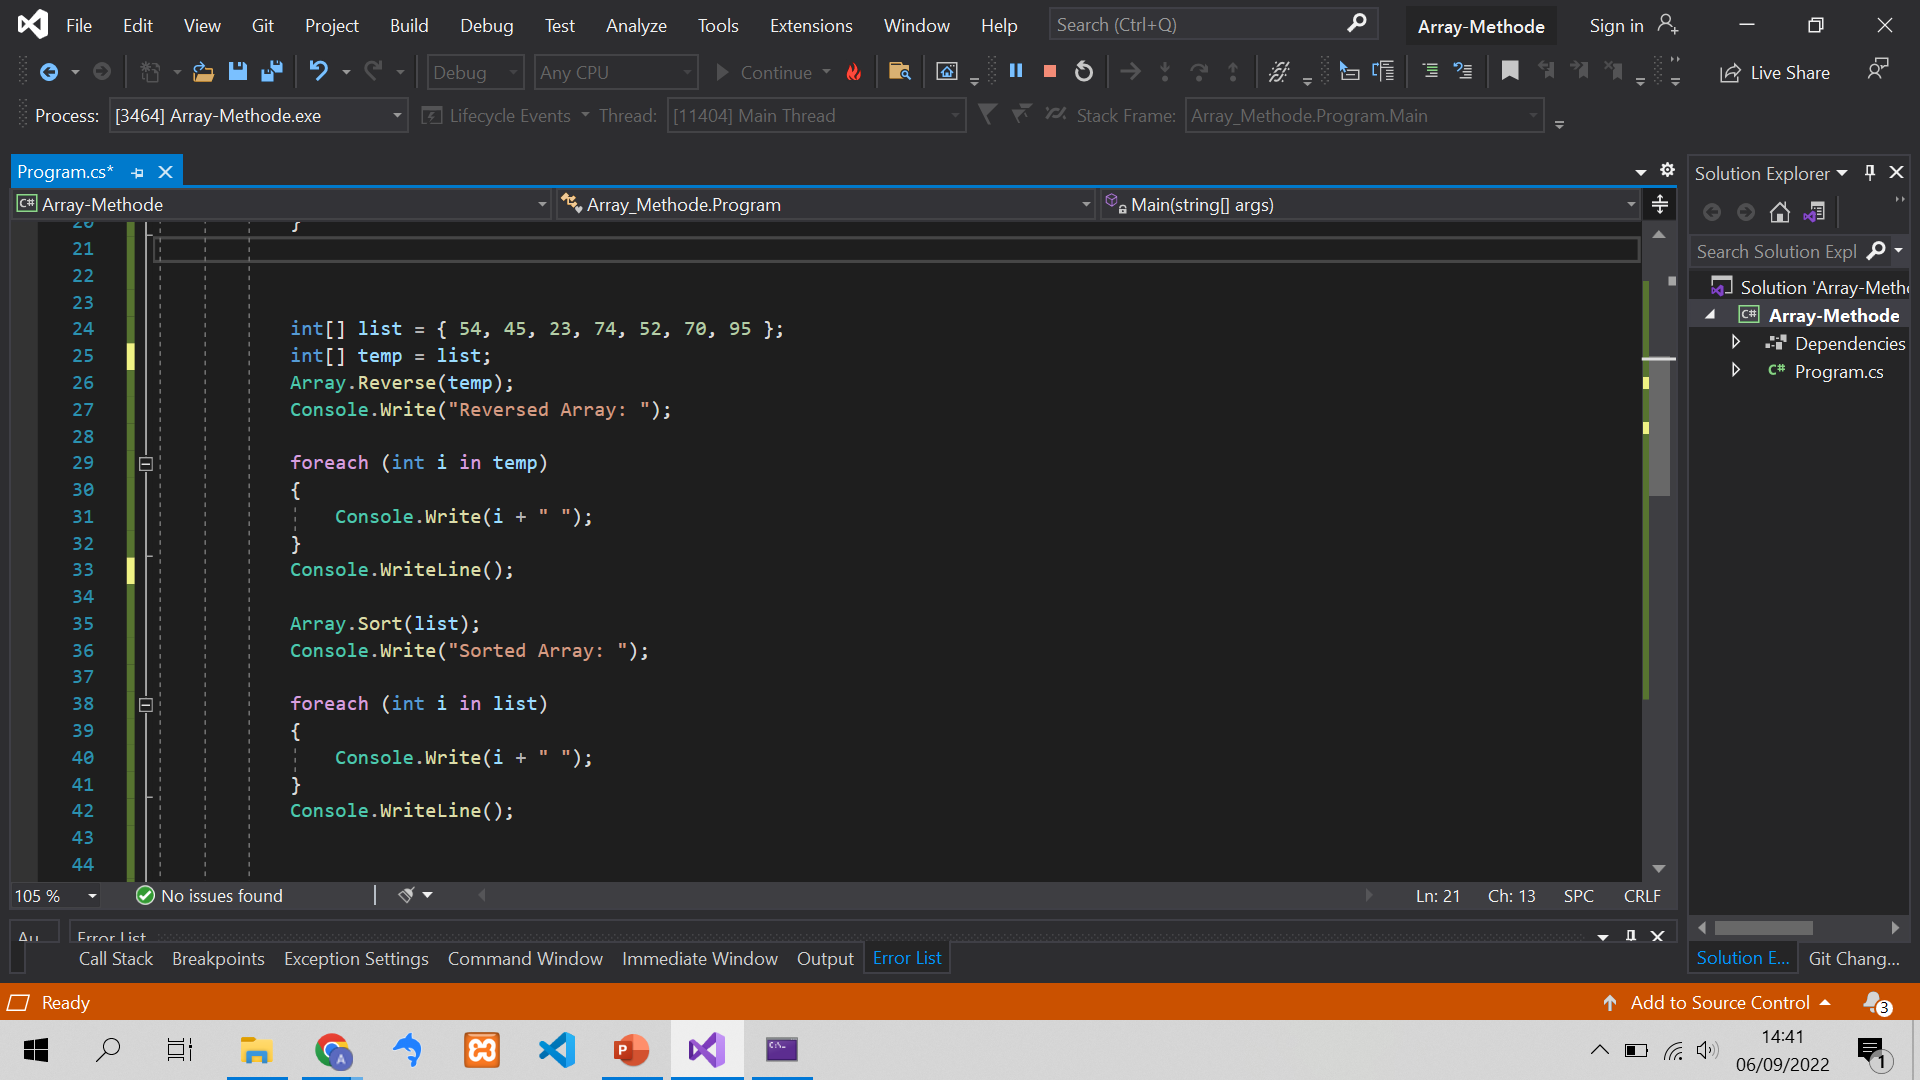 File Edit View Git Project Build Debug Test Analyze Tools Extensions Window Help Search (Ctrl+Q) Array-Methode Sign in
Debug Any CPU Continue Live Share
Process: [3464] Array-Methode.exe Lifecycle Events Thread: [11404] Main Thread Stack Frame: Array_Methode.Program.Main
Program.cs* Solution Explorer
C# Array-Methode Array_Methode.Program Main(string[] args)
20 }
21
Search Solution Expl
22
23
Solution 'Array-Meth
C# Array-Methode
Dependencies
C# Program.cs
24 int[] list = { 54, 45, 23, 74, 52, 70, 95 };
25 int[] temp = list;
26 Array.Reverse(temp);
27 Console.Write("Reversed Array: ");
28
29 foreach (int i in temp)
30 {
31 Console.Write(i + " ");
32 }
33 Console.WriteLine();
34
35 Array.Sort(list);
36 Console.Write("Sorted Array: ");
37
38 foreach (int i in list)
39 {
40 Console.Write(i + " ");
41 }
42 Console.WriteLine();
43
44
105 % No issues found Ln: 21 Ch: 13 SPC CRLF
Au Error List
Call Stack Breakpoints Exception Settings Command Window Immediate Window Output Error List Solution E... Git Chang...
Ready Add to Source Control 3
A P C:\ 14:41
06/09/2022 1